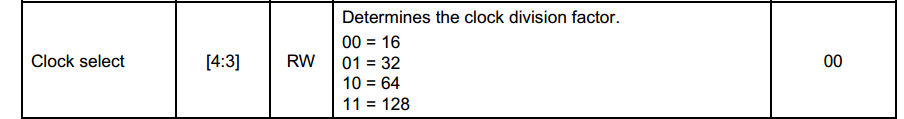 Determines the clock division factor.
00 = 16
Clock select [4:3] RW 01 = 32 00
10 = 64
11 = 128